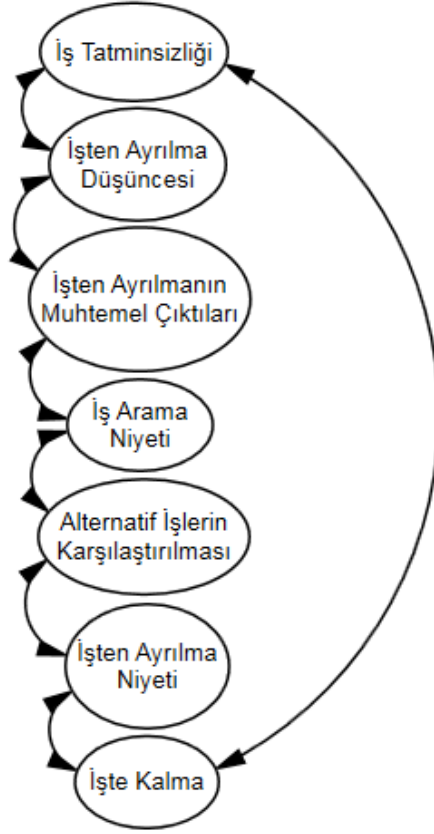 İş Tatminsizliği
İşten Ayrılma
Düşüncesi
İşten Ayrılmanın
Muhtemel Çıktıları
İş Arama
Niyeti
Alternatif İşlerin
Karşılaştırılması
İşten Ayrılma
Niyeti
İşte Kalma